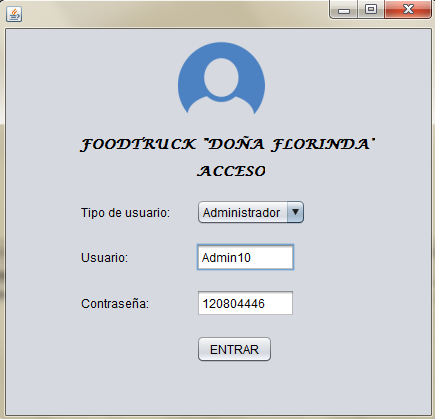 FOODTRUCK "DOÑA FLORINDA"
ACCESO
Tipo de usuario: Administrador
Usuario: Admin10
Contraseña: 120804446
ENTRAR